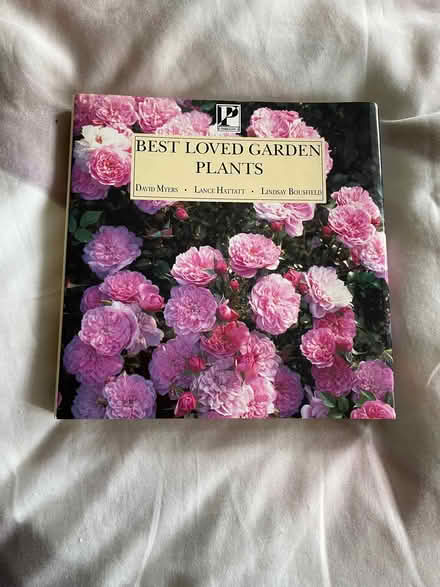 BEST LOVED GARDEN
PLANTS
DAVID MYERS • LANCE HATTATT • LINDSAY BOUSFIELD